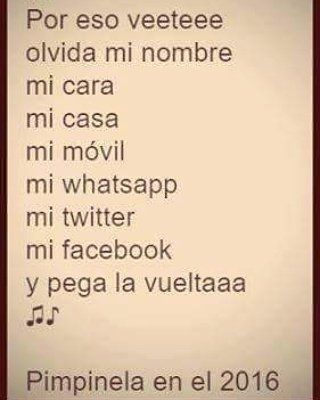 Por eso veeteee
olvida mi nombre
mi cara
mi casa
mi móvil
mi whatsapp
mi twitter
mi facebook
y pega la vueltaaa
♫♪
Pimpinela en el 2016